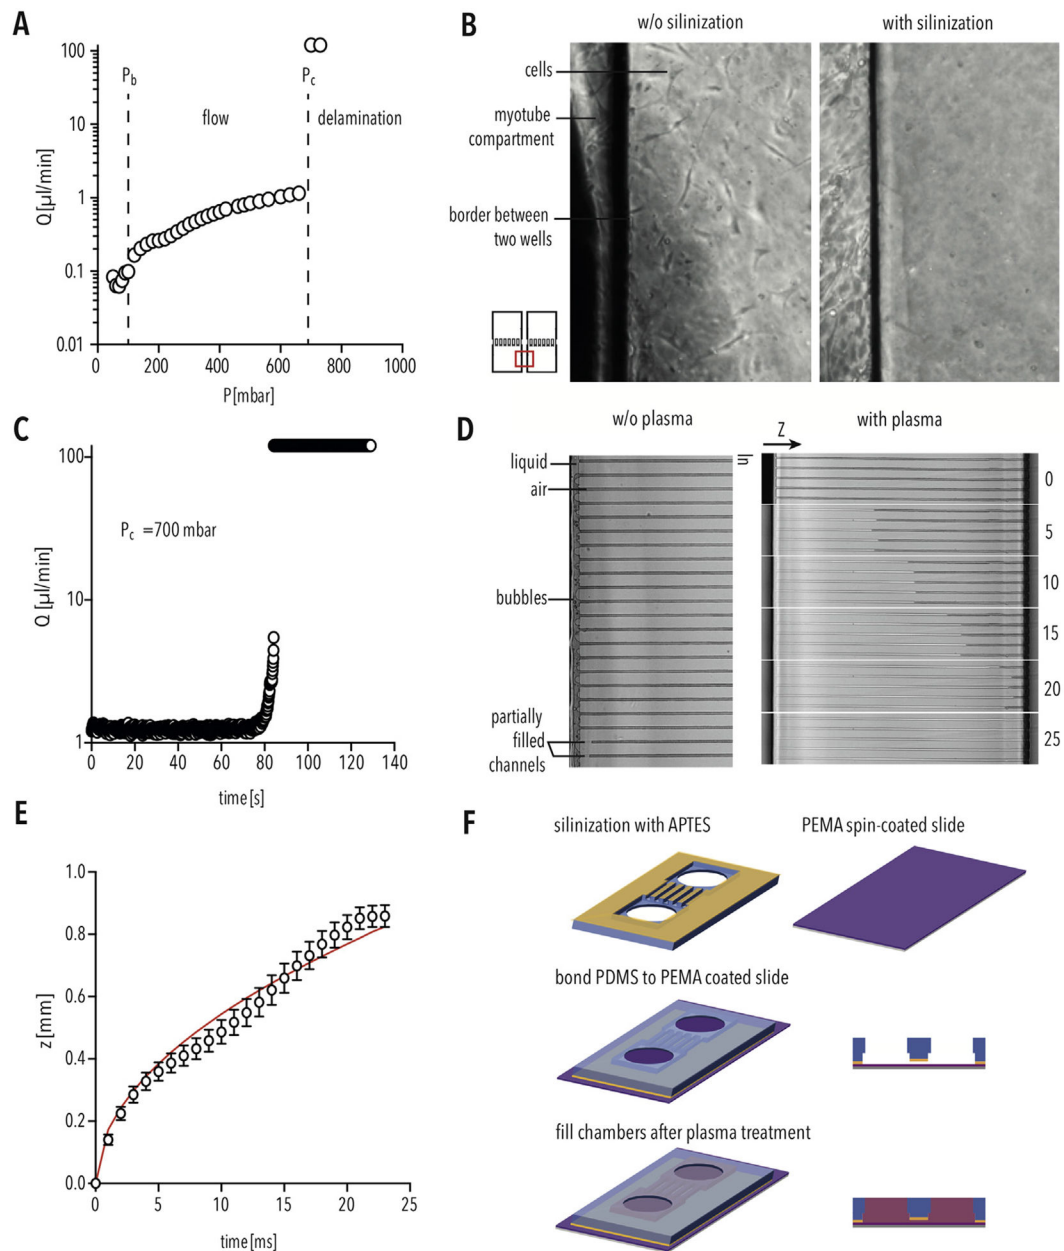 A
Q [µl/min]
100
10
1
0.1
0.01
P_b
P_c
flow
delamination
0
200
400
600
800
1000
P [mbar]
B
w/o silinization
with silinization
cells
myotube
compartment
border between
two wells
C
Q [µl/min]
100
10
1
P_c =700 mbar
0
20
40
60
80
100
120
140
time [s]
D
w/o plasma
with plasma
liquid
air
bubbles
partially
filled
channels
In
Z
0
5
10
15
20
25
E
z [mm]
1.0
0.8
0.6
0.4
0.2
0.0
0
5
10
15
20
25
time [ms]
F
silinization with APTES
PEMA spin-coated slide
bond PDMS to PEMA coated slide
fill chambers after plasma treatment